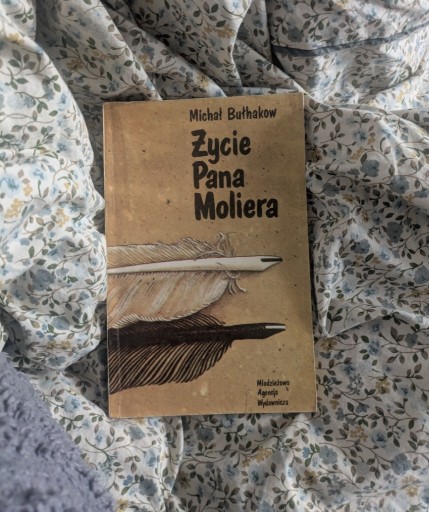 Michał Bułhakow
Życie
Pana
Moliera
Młodzieżowa
Agencja
Wydawnicza